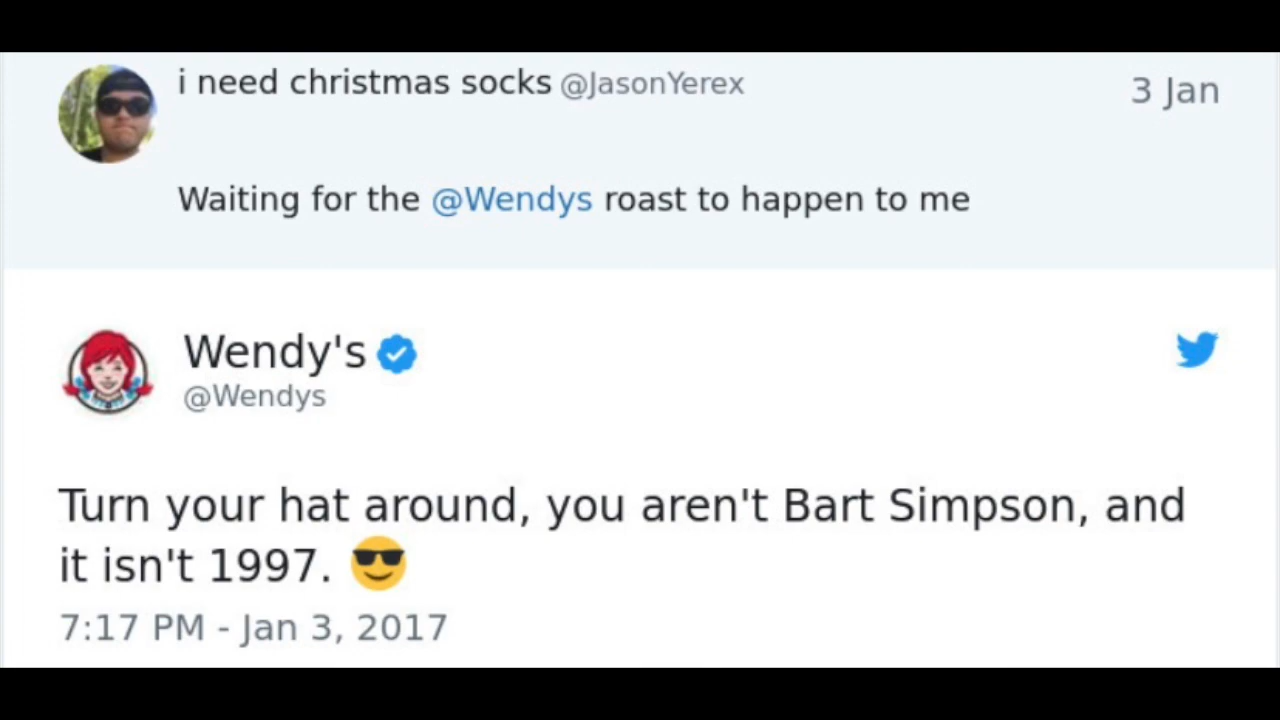 i need christmas socks @JasonYerex
3 Jan
Waiting for the @Wendys roast to happen to me
Wendy's
@Wendys
Turn your hat around, you aren't Bart Simpson, and
it isn't 1997. 😎
7:17 PM - Jan 3, 2017